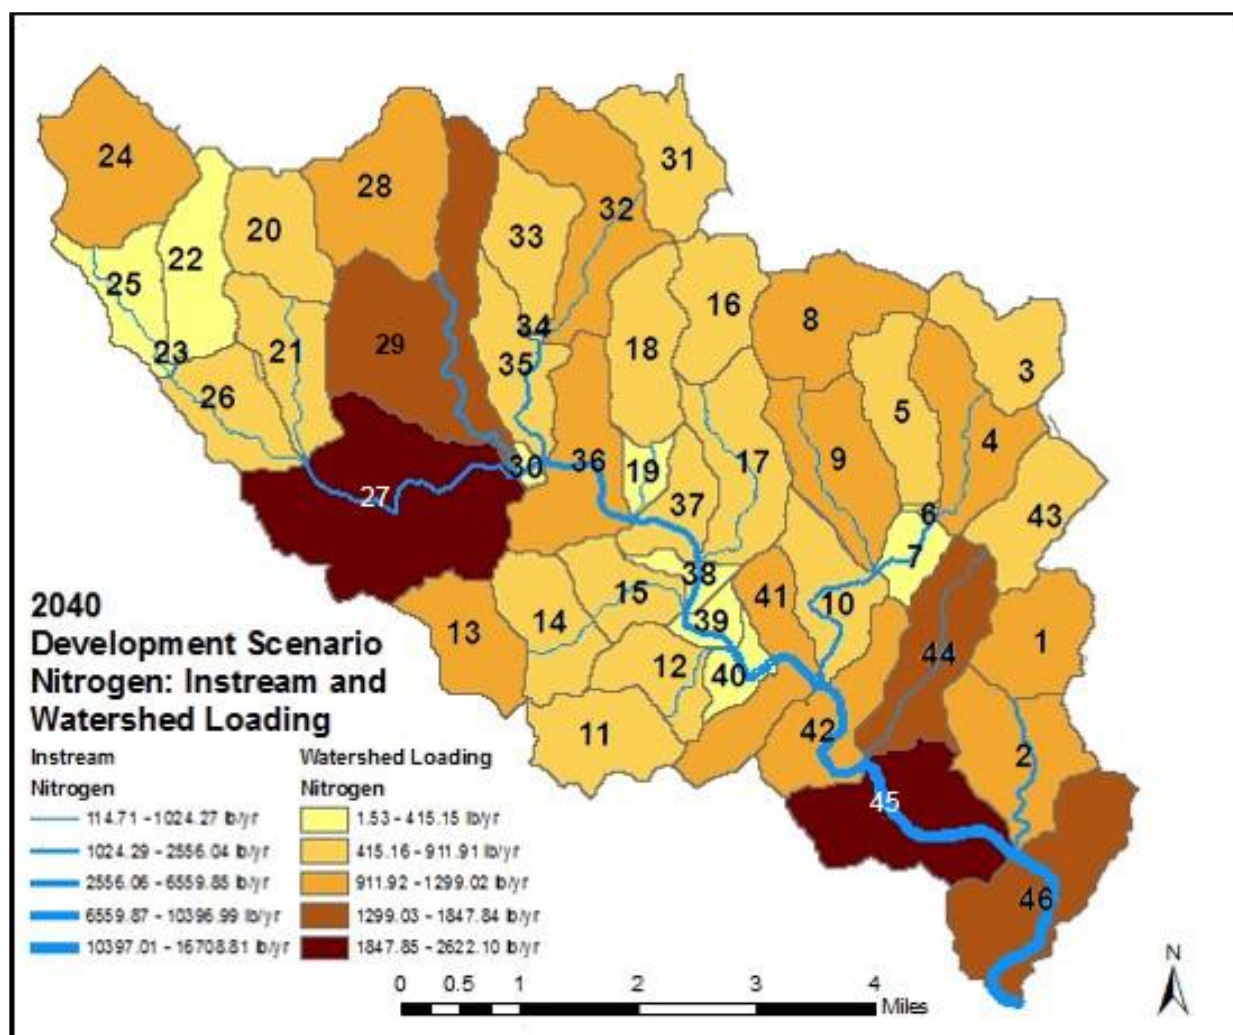 31
24
28
32
20
33
22
16
25
8
34
18
29
23
21
35
3
26
5
4
9
30
36
19
17
27
37
6
43
7
38
15
41
10
39
13
14
1
44
12
40
42
11
2
45
46
2040
Development Scenario
Nitrogen: Instream and
Watershed Loading
Instream
Nitrogen
114.71 - 1024.27 lb/yr
1024.29 - 2556.04 lb/yr
2556.06 - 6559.85 lb/yr
6559.87 - 10396.99 lb/yr
10397.01 - 16708.81 lb/yr
Watershed Loading
Nitrogen
1.53 - 415.15 lb/yr
415.16 - 911.91 lb/yr
911.92 - 1299.02 lb/yr
1299.03 - 1847.84 lb/yr
1847.85 - 2622.10 lb/yr
0 0.5 1 2 3 4
Miles
N